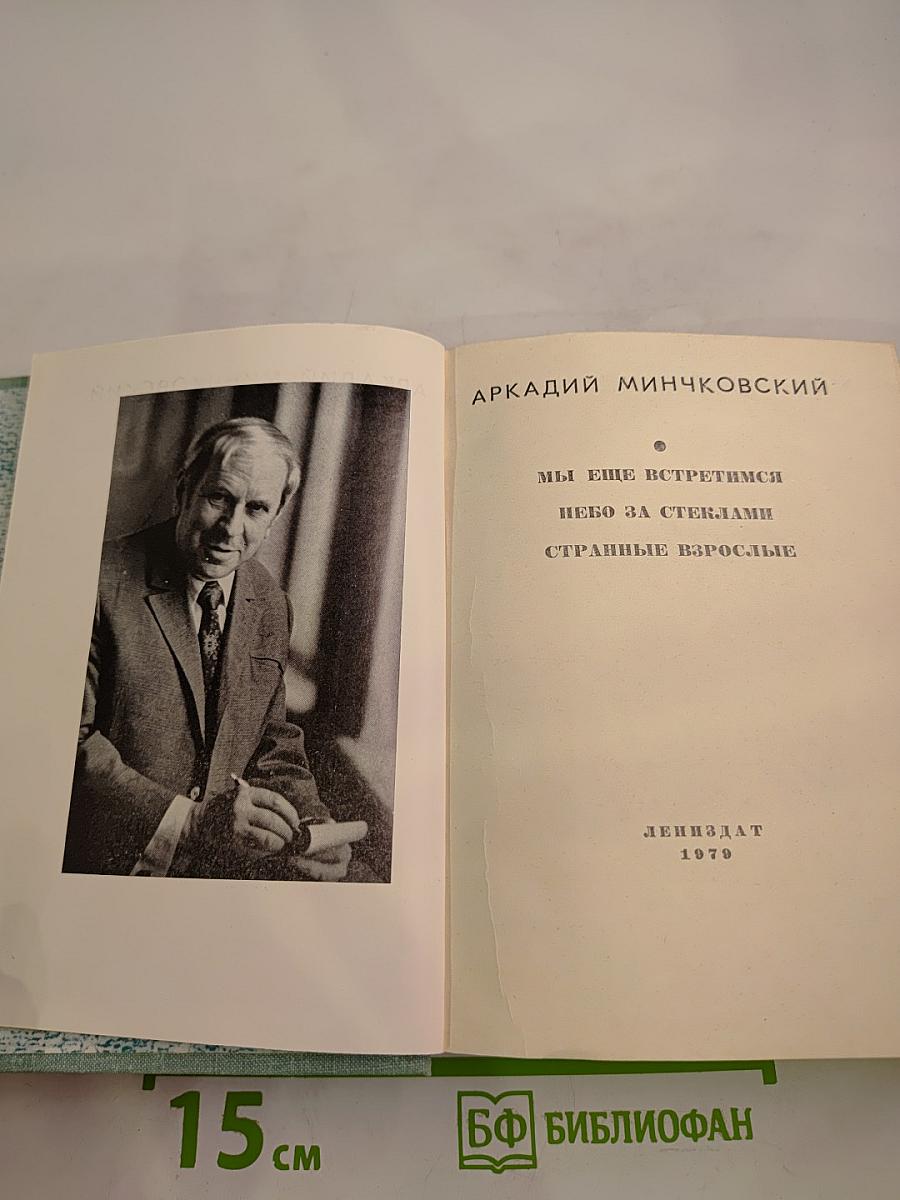 АРКАДИЙ МИНЧКОВСКИЙ
МЫ ЕЩЕ ВСТРЕТИМСЯ
НЕБО ЗА СТЕКЛАМИ
СТРАННЫЕ ВЗРОСЛЫЕ
ЛЕНИЗДАТ
1979
15 см
БФ БИБЛИОФАН